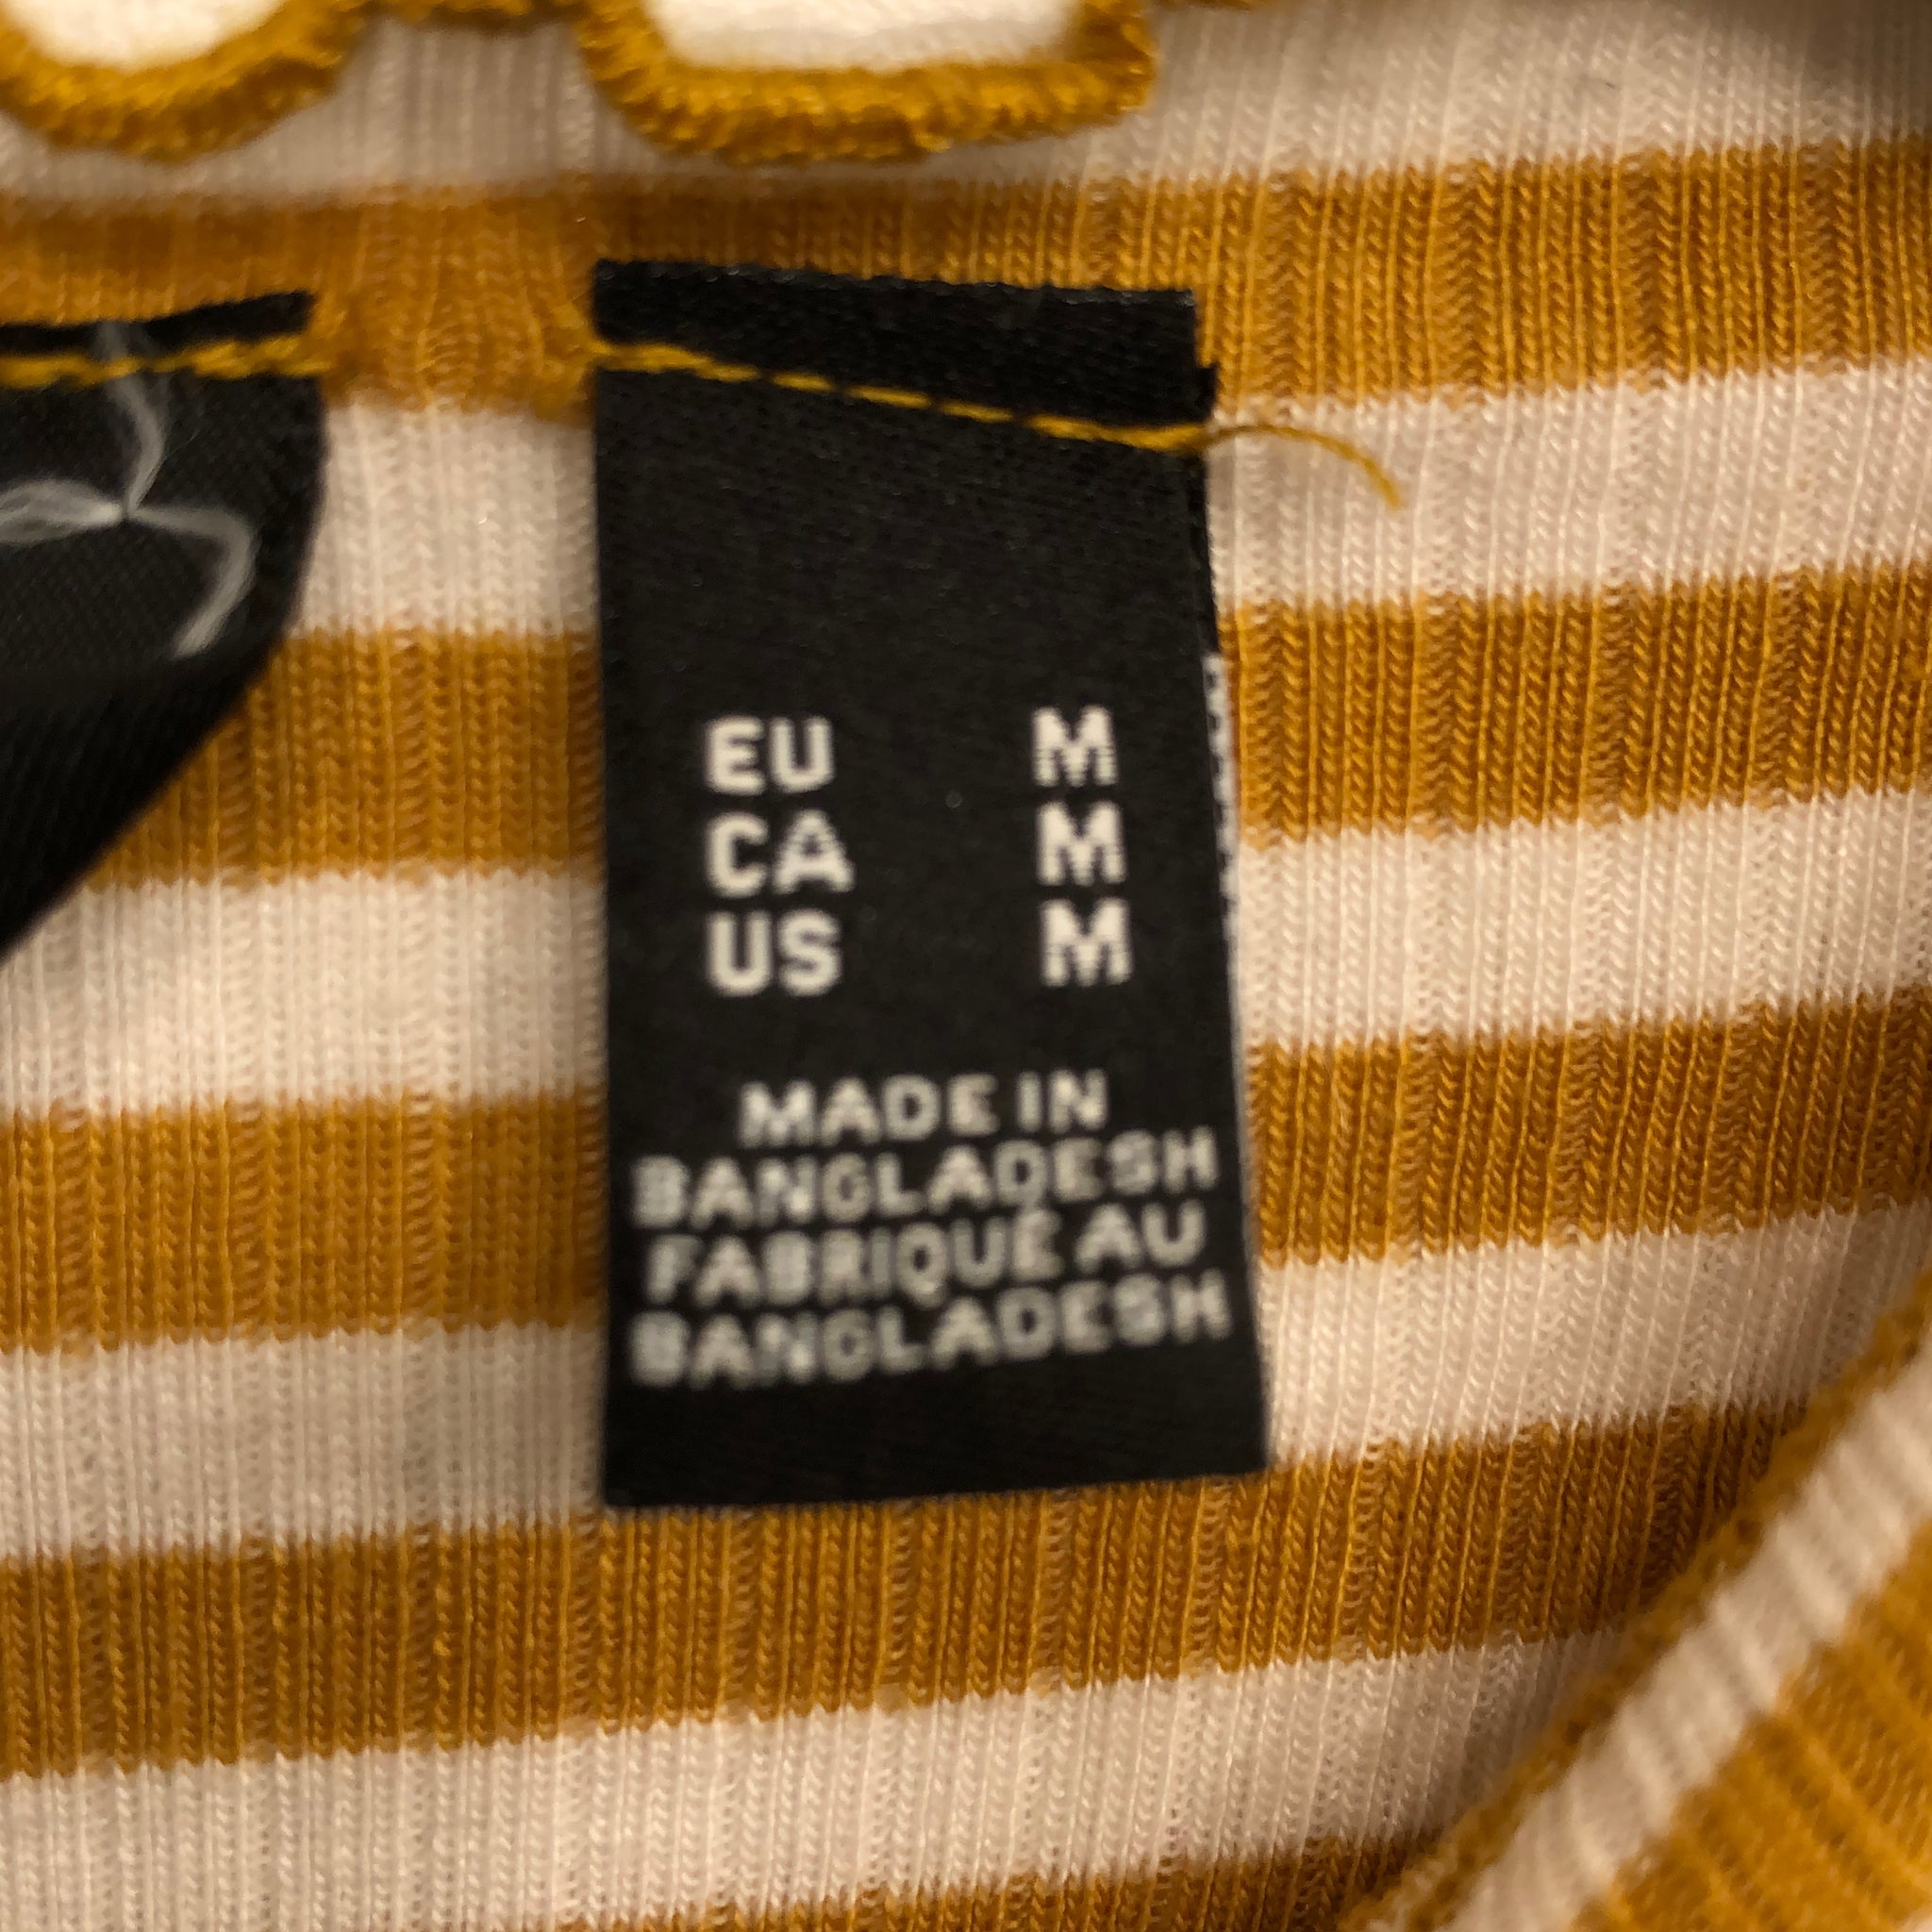 EU M
CA M
US M
MADE IN
BANGLADESH
FABRIQUÉ AU
BANGLADESH